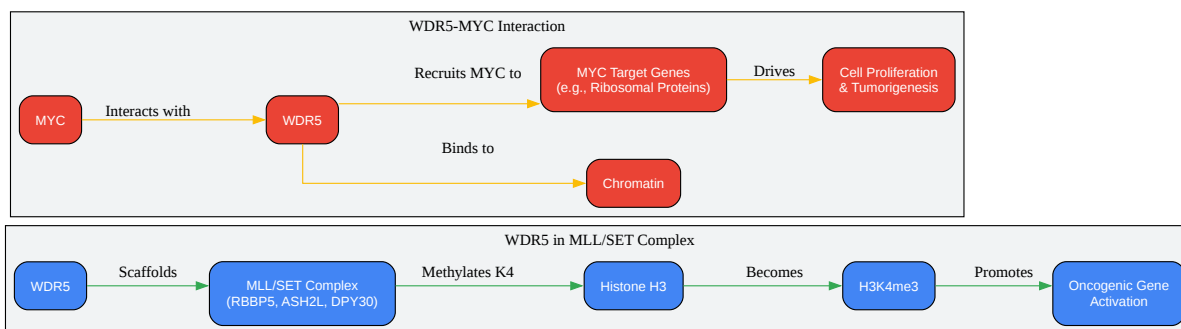 WDR5-MYC Interaction
MYC
Interacts with
WDR5
Recruits MYC to
MYC Target Genes
(e.g., Ribosomal Proteins)
Drives
Cell Proliferation
& Tumorigenesis
Binds to
Chromatin
WDR5 in MLL/SET Complex
WDR5
Scaffolds
MLL/SET Complex
(RBBP5, ASH2L, DPY30)
Methylates K4
Histone H3
Becomes
H3K4me3
Promotes
Oncogenic Gene
Activation